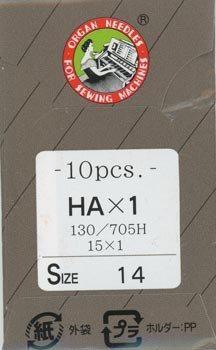 ORGAN NEEDLES
®
FOR SEWING MACHINES
-10pcs.-
HA×1
130/705H
15×1
SIZE 14
紙 外袋 プラ ホルダー:PP